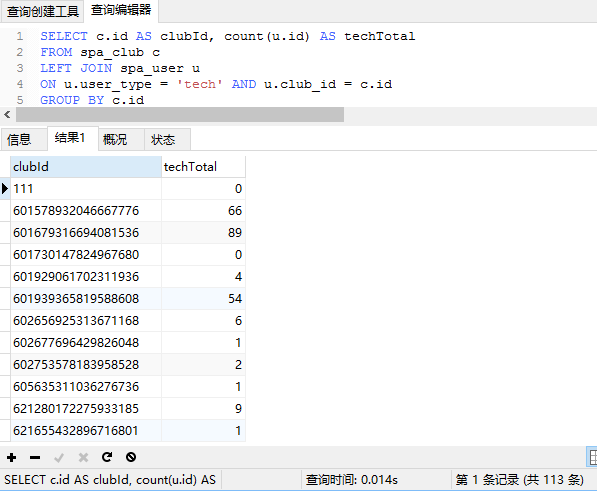 查询创建工具 查询编辑器
1 SELECT c.id AS clubId, count(u.id) AS techTotal
2 FROM spa_club c
3 LEFT JOIN spa_user u
4 ON u.user_type = 'tech' AND u.club_id = c.id
5 GROUP BY c.id
信息 结果1 概况 状态
clubId techTotal
111 0
601578932046667776 66
601679316694081536 89
601730147824967680 0
601929061702311936 4
601939365819588608 54
602656925313671168 6
602677696429826048 1
602753578183958528 2
605635311036276736 1
621280172275933185 9
621655432896716801 1
SELECT c.id AS clubId, count(u.id) AS 查询时间: 0.014s 第 1 条记录 (共 113 条)